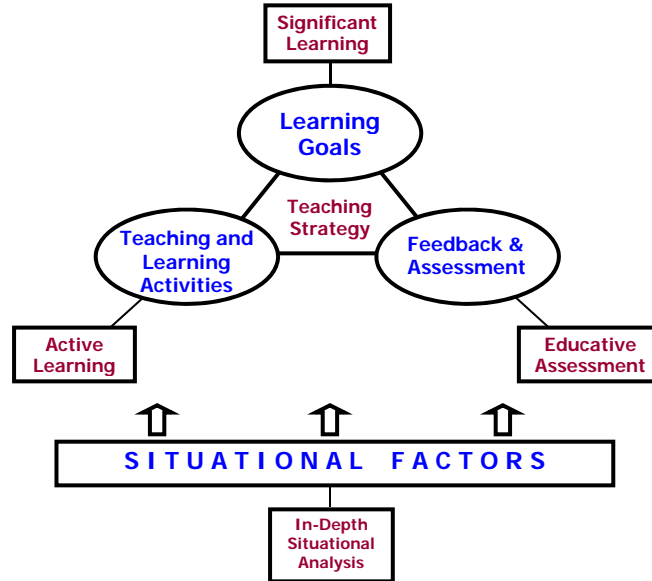 Significant
Learning
Learning
Goals
Teaching
Strategy
Teaching and
Learning
Activities
Feedback &
Assessment
Active
Learning
Educative
Assessment
SITUATIONAL FACTORS
In-Depth
Situational
Analysis